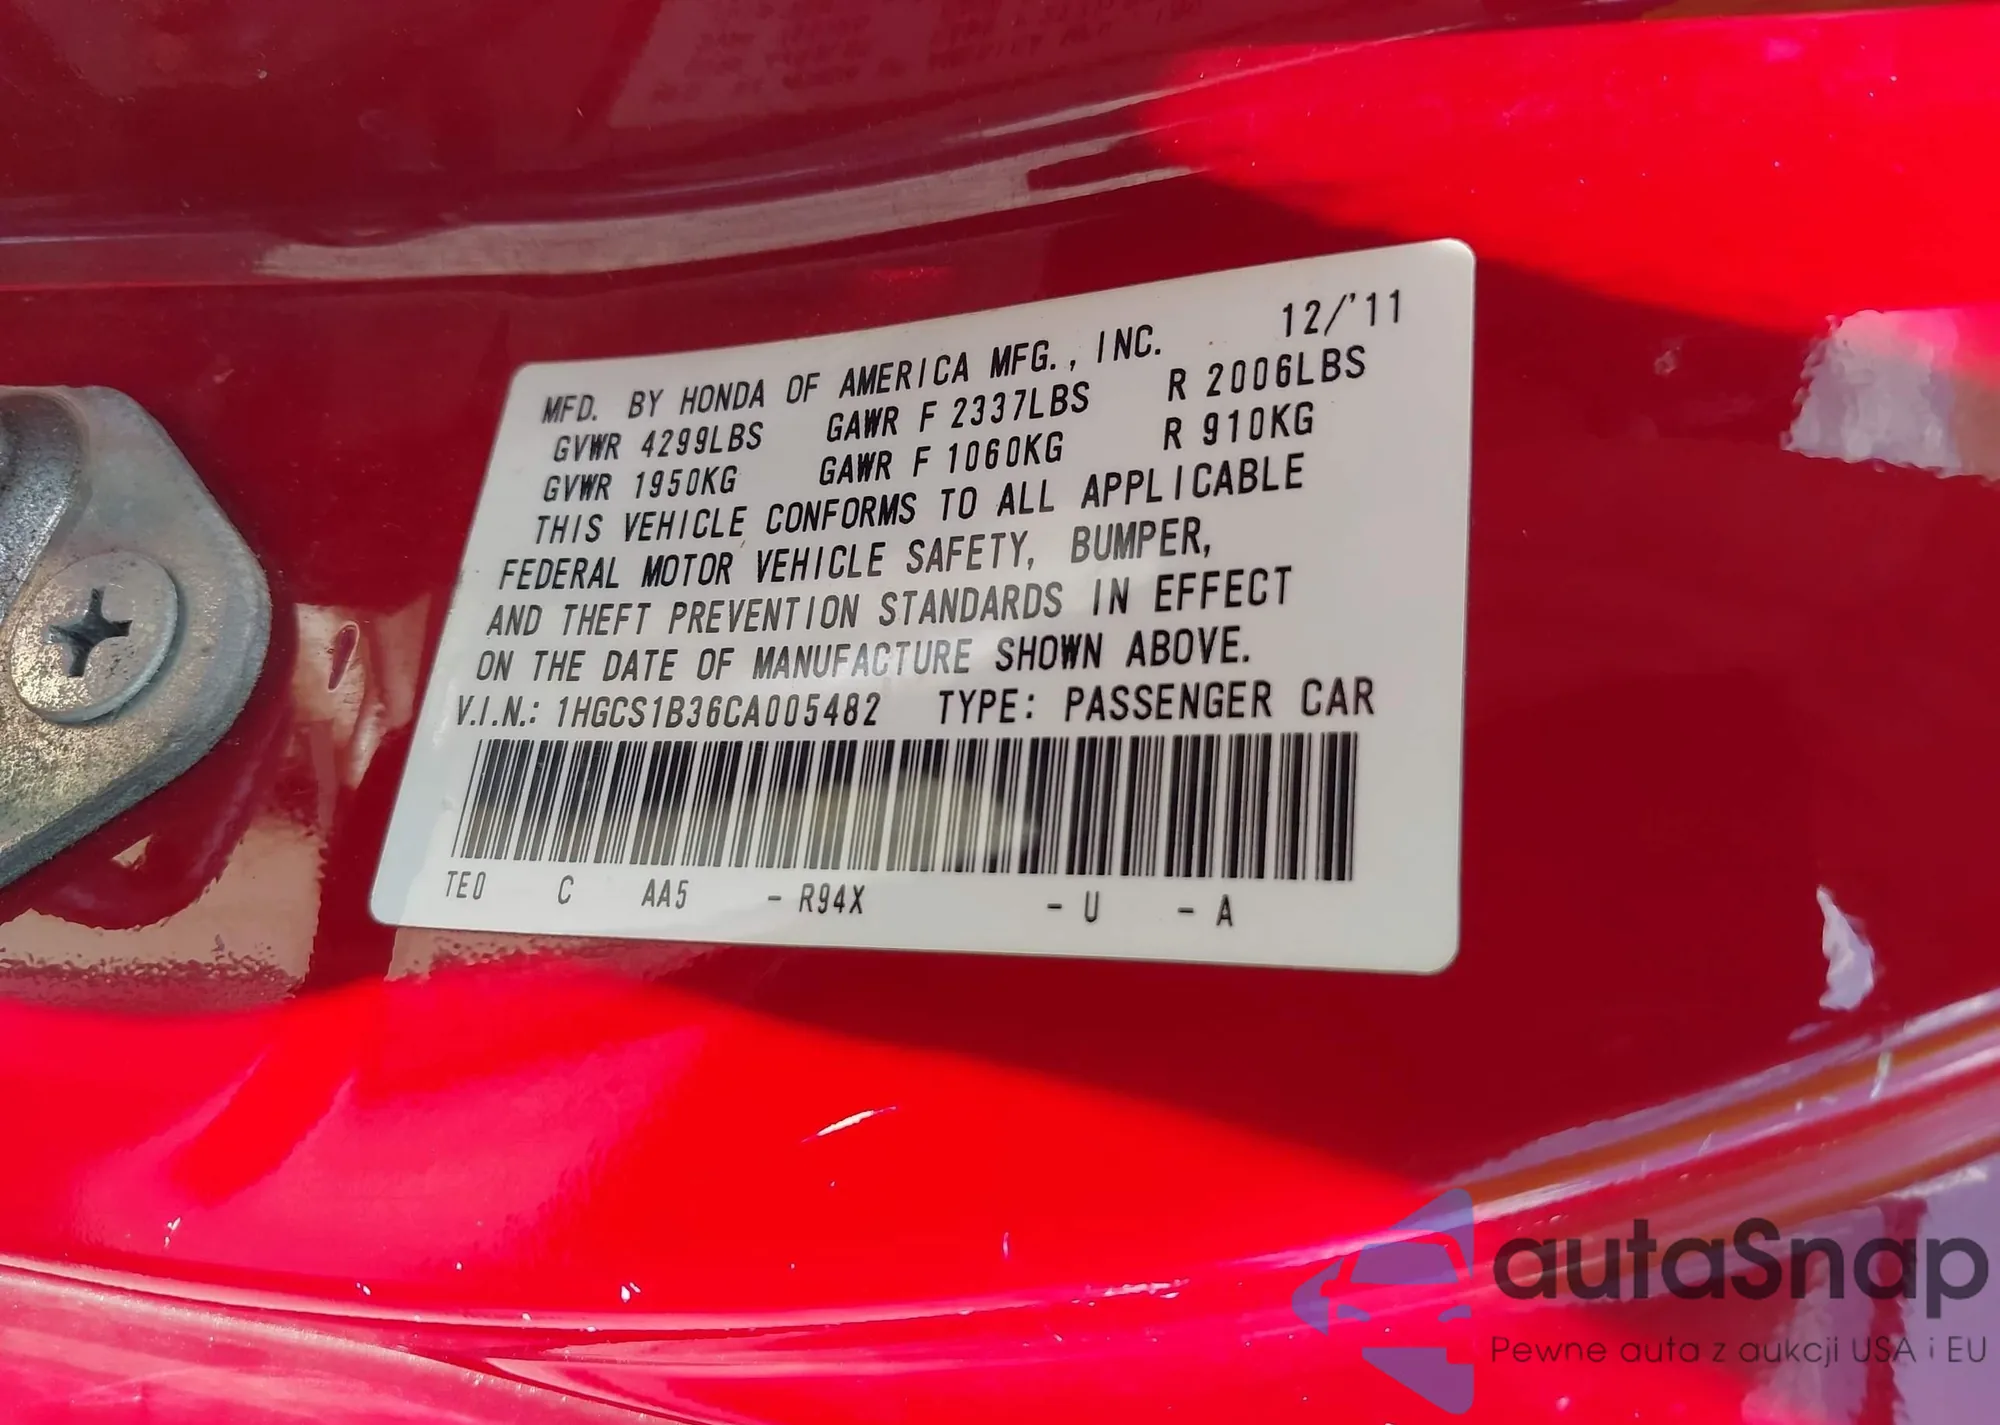 MFD. BY HONDA OF AMERICA MFG., INC. 12/'11
GVWR 4299LBS GAWR F 2337LBS R 2006LBS
GVWR 1950KG GAWR F 1060KG R 910KG
THIS VEHICLE CONFORMS TO ALL APPLICABLE
FEDERAL MOTOR VEHICLE SAFETY, BUMPER,
AND THEFT PREVENTION STANDARDS IN EFFECT
ON THE DATE OF MANUFACTURE SHOWN ABOVE.
V.I.N.: 1HGCS1B36CA005482 TYPE: PASSENGER CAR
TE0 C AA5 - R94X - U - A
autaSnap
Pewne auta z aukcji USA i EU